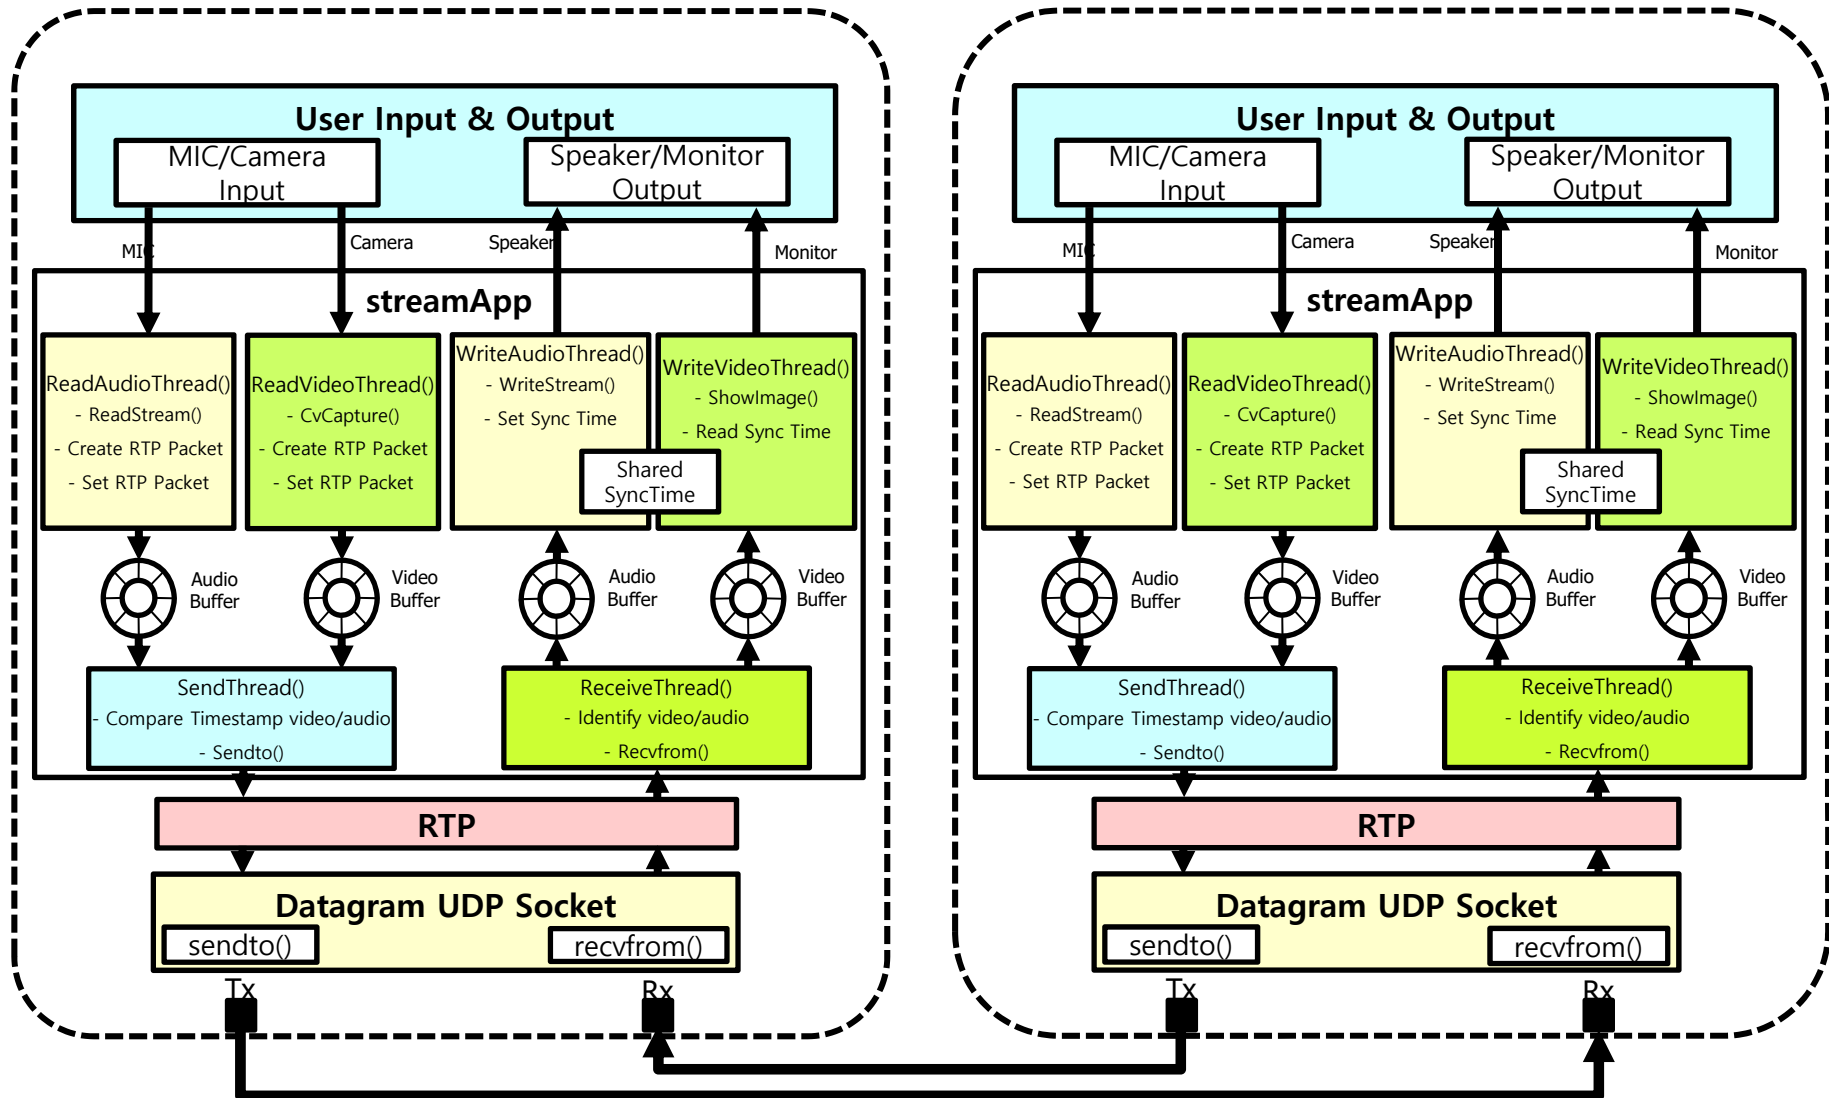 User Input & Output
MIC/Camera
Input
Speaker/Monitor
Output
MIC
Camera
Speaker
Monitor
streamApp
ReadAudioThread()
- ReadStream()
- Create RTP Packet
- Set RTP Packet
ReadVideoThread()
- CvCapture()
- Create RTP Packet
- Set RTP Packet
WriteAudioThread()
- WriteStream()
- Set Sync Time
WriteVideoThread()
- ShowImage()
- Read Sync Time
Shared
SyncTime
Audio
Buffer
Video
Buffer
Audio
Buffer
Video
Buffer
SendThread()
- Compare Timestamp video/audio
- Sendto()
ReceiveThread()
- Identify video/audio
- Recvfrom()
RTP
Datagram UDP Socket
sendto()
recvfrom()
Tx
Rx
User Input & Output
MIC/Camera
Input
Speaker/Monitor
Output
MIC
Camera
Speaker
Monitor
streamApp
ReadAudioThread()
- ReadStream()
- Create RTP Packet
- Set RTP Packet
ReadVideoThread()
- CvCapture()
- Create RTP Packet
- Set RTP Packet
WriteAudioThread()
- WriteStream()
- Set Sync Time
WriteVideoThread()
- ShowImage()
- Read Sync Time
Shared
SyncTime
Audio
Buffer
Video
Buffer
Audio
Buffer
Video
Buffer
SendThread()
- Compare Timestamp video/audio
- Sendto()
ReceiveThread()
- Identify video/audio
- Recvfrom()
RTP
Datagram UDP Socket
sendto()
recvfrom()
Tx
Rx